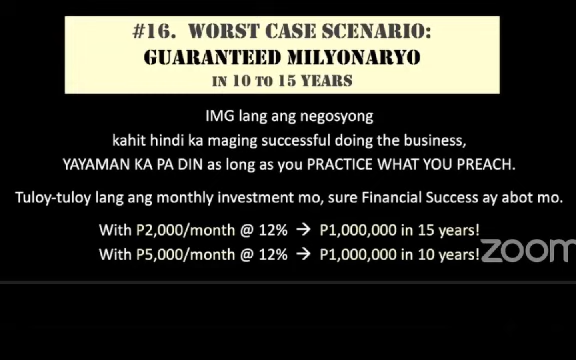 #16. WORST CASE SCENARIO:
GUARANTEED MILYONARYO
IN 10 TO 15 YEARS
IMG lang ang negosyong
kahit hindi ka maging successful doing the business,
YAYAMAN KA PA DIN as long as you PRACTICE WHAT YOU PREACH.
Tuloy-tuloy lang ang monthly investment mo, sure Financial Success ay abot mo.
With P2,000/month @ 12% → P1,000,000 in 15 years!
With P5,000/month @ 12% → P1,000,000 in 10 years!
zoom